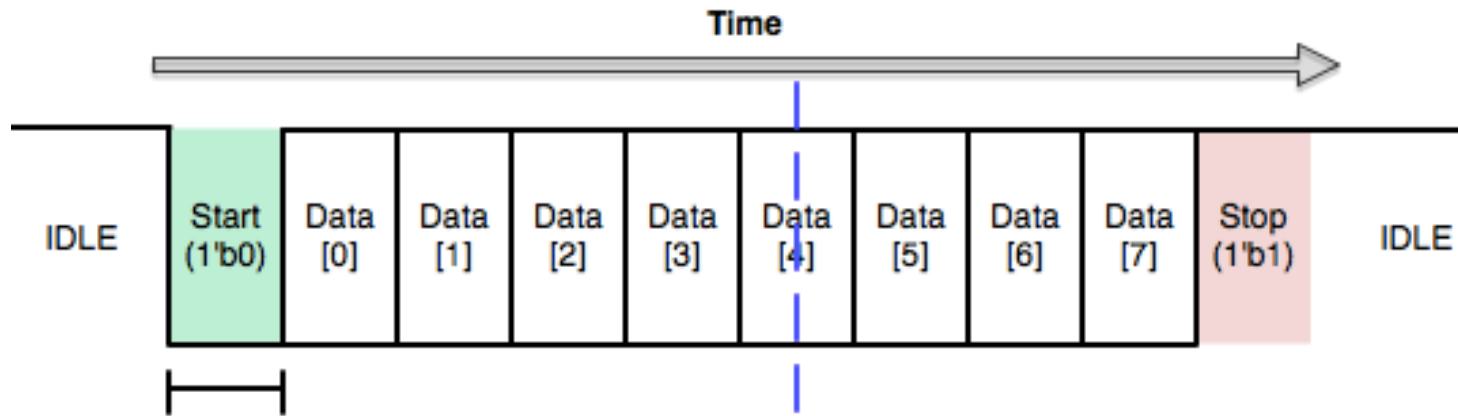 Time
IDLE
Start
(1'b0)
Data
[0]
Data
[1]
Data
[2]
Data
[3]
Data
[4]
Data
[5]
Data
[6]
Data
[7]
Stop
(1'b1)
IDLE